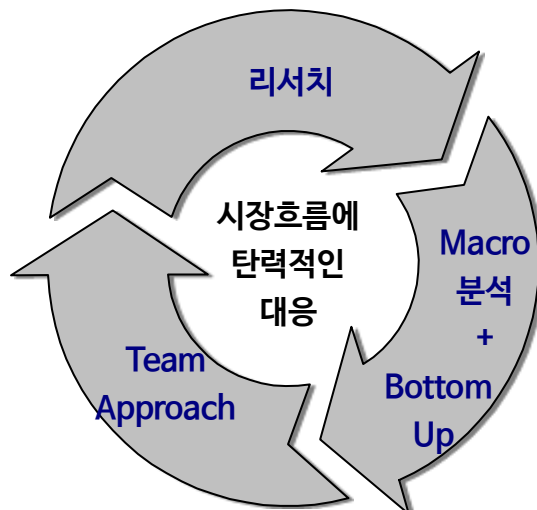 리서치
시장흐름에
탄력적인
대응
Macro
분석
+
Bottom
Up
Team
Approach